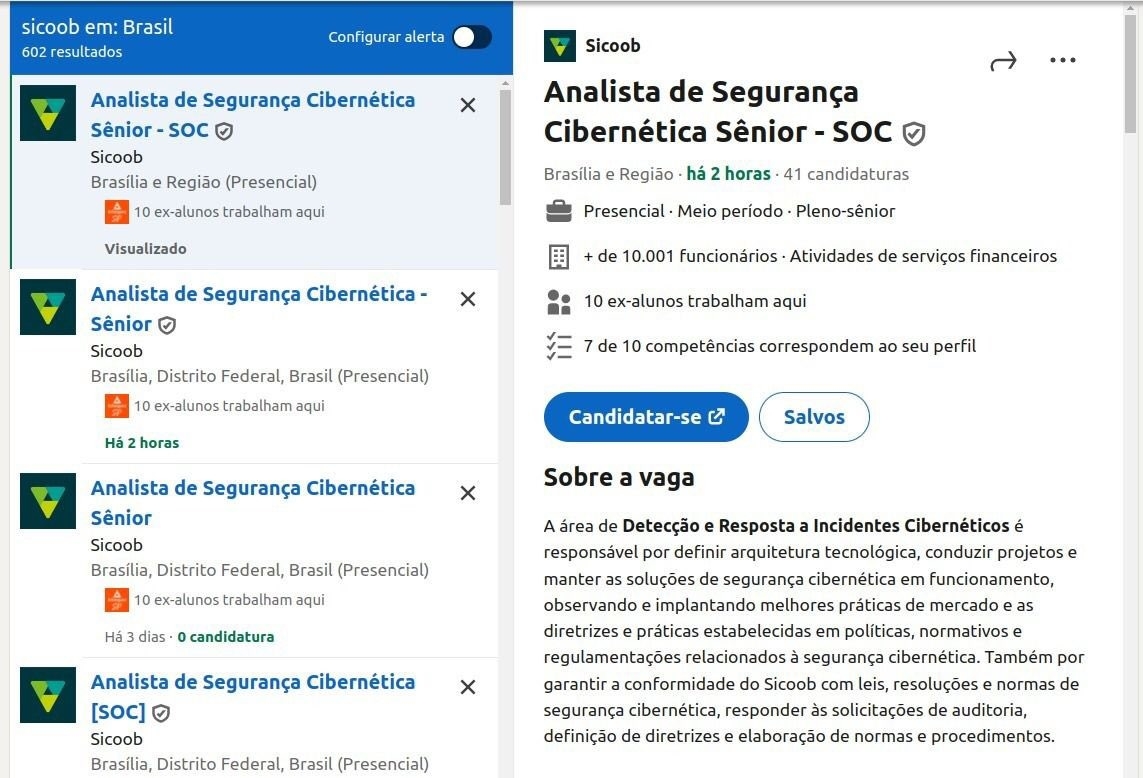 sicoob em: Brasil
602 resultados
Configurar alerta
Analista de Segurança Cibernética
Sênior - SOC
Sicoob
Brasília e Região (Presencial)
10 ex-alunos trabalham aqui
Visualizado
Analista de Segurança Cibernética -
Sênior
Sicoob
Brasília, Distrito Federal, Brasil (Presencial)
10 ex-alunos trabalham aqui
Há 2 horas
Analista de Segurança Cibernética
Sênior
Sicoob
Brasília, Distrito Federal, Brasil (Presencial)
10 ex-alunos trabalham aqui
Há 3 dias · 0 candidatura
Analista de Segurança Cibernética
[SOC]
Sicoob
Brasília, Distrito Federal, Brasil (Presencial)
Sicoob
Analista de Segurança
Cibernética Sênior - SOC
Brasília e Região · há 2 horas · 41 candidaturas
Presencial · Meio período · Pleno-sênior
+ de 10.001 funcionários · Atividades de serviços financeiros
10 ex-alunos trabalham aqui
7 de 10 competências correspondem ao seu perfil
Candidatar-se
Salvos
Sobre a vaga
A área de Detecção e Resposta a Incidentes Cibernéticos é
responsável por definir arquitetura tecnológica, conduzir projetos e
manter as soluções de segurança cibernética em funcionamento,
observando e implantando melhores práticas de mercado e as
diretrizes e práticas estabelecidas em políticas, normativos e
regulamentações relacionados à segurança cibernética. Também por
garantir a conformidade do Sicoob com leis, resoluções e normas de
segurança cibernética, responder às solicitações de auditoria,
definição de diretrizes e elaboração de normas e procedimentos.